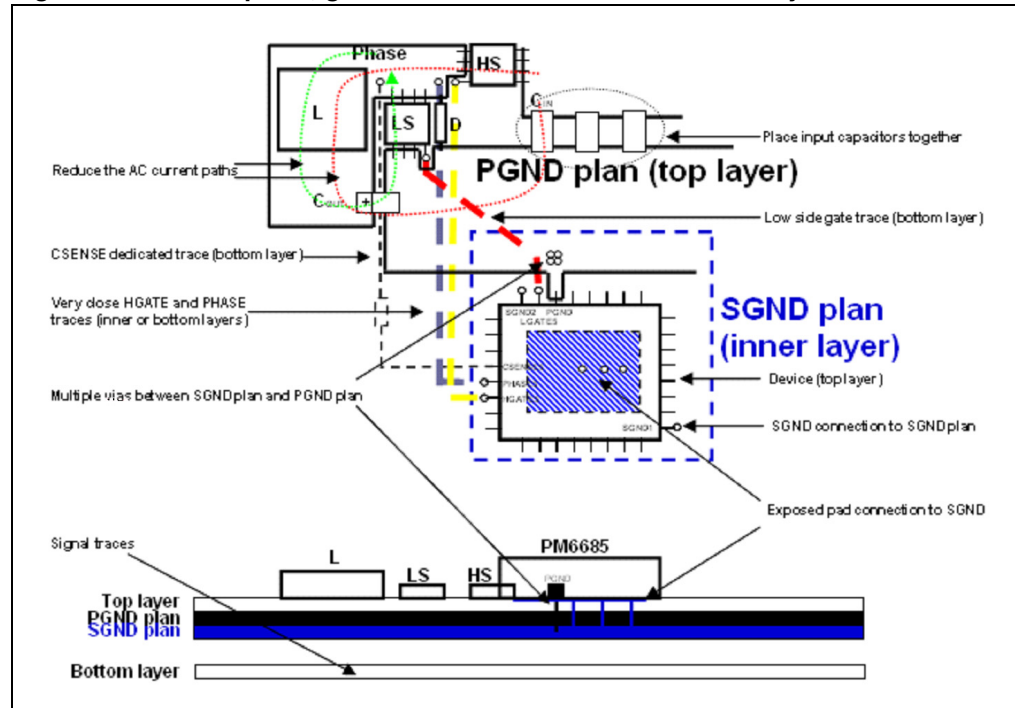 Phase
HS
C IN
L
LS
D
Place input capacitors together
Reduce the AC current paths
PGND plan (top layer)
Cout
+
Low side gate trace (bottom layer)
CSENSE dedicated trace (bottom layer)
Very close HGATE and PHASE
traces (inner or bottom layers)
SGND2 PGND
LGATE5
SGND plan
(inner layer)
CSENSE
PHASE
HGATE
Device (top layer)
Multiple vias between SGND plan and PGND plan
SGND1
SGND connection to SGND plan
Exposed pad connection to SGND
Signal traces
PM6685
L
LS
HS
PGND
Top layer
PGND plan
SGND plan
Bottom layer